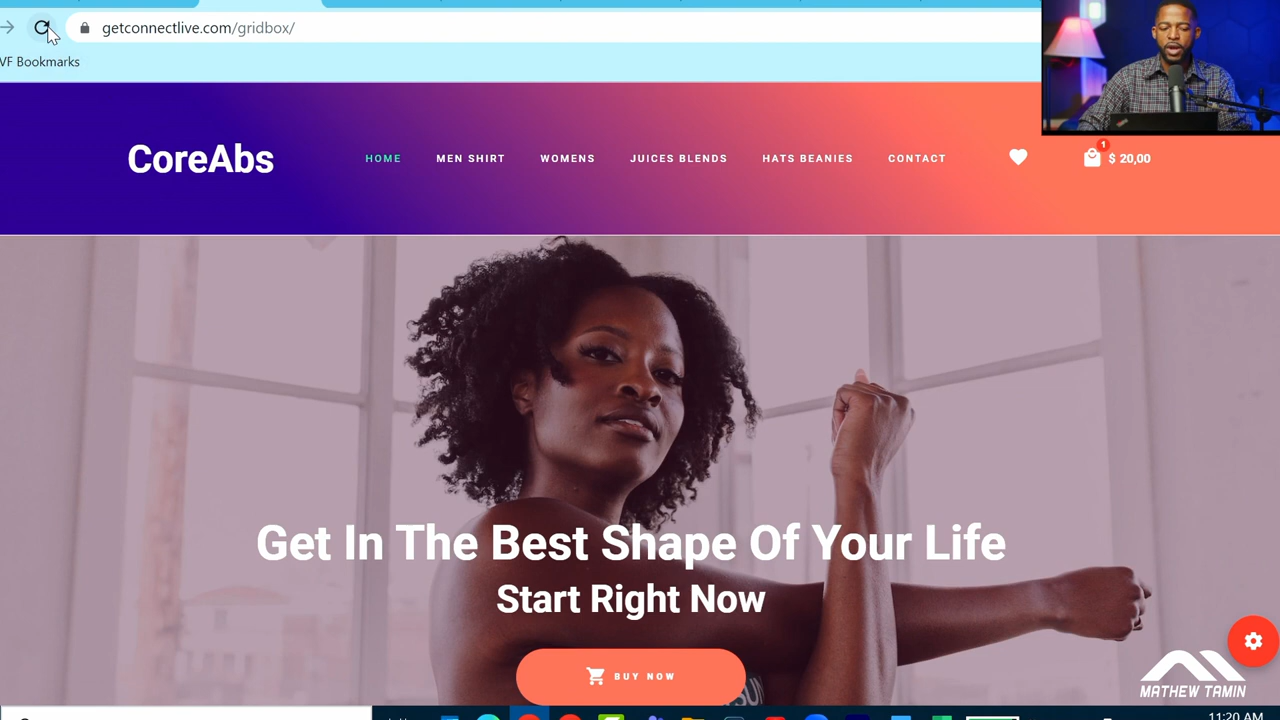 getconnectlive.com/gridbox/
VF Bookmarks
CoreAbs
HOME
MEN SHIRT
WOMENS
JUICES BLENDS
HATS BEANIES
CONTACT
1
$ 20,00
Get In The Best Shape Of Your Life
Start Right Now
BUY NOW
MATHEW TAMIN
11:20 AM